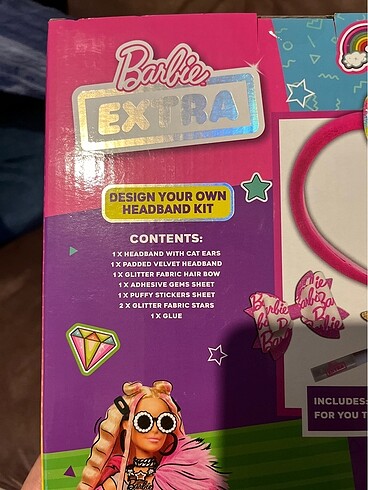 Barbie
EXTRA
DESIGN YOUR OWN
HEADBAND KIT
CONTENTS:
1 X HEADBAND WITH CAT EARS
1 X PADDED VELVET HEADBAND
1 X GLITTER FABRIC HAIR BOW
1 X ADHESIVE GEMS SHEET
1 X PUFFY STICKERS SHEET
2 X GLITTER FABRIC STARS
1 X GLUE
Barbie
Barbie
Barbie
INCLUDES:
FOR YOU T
Barbie